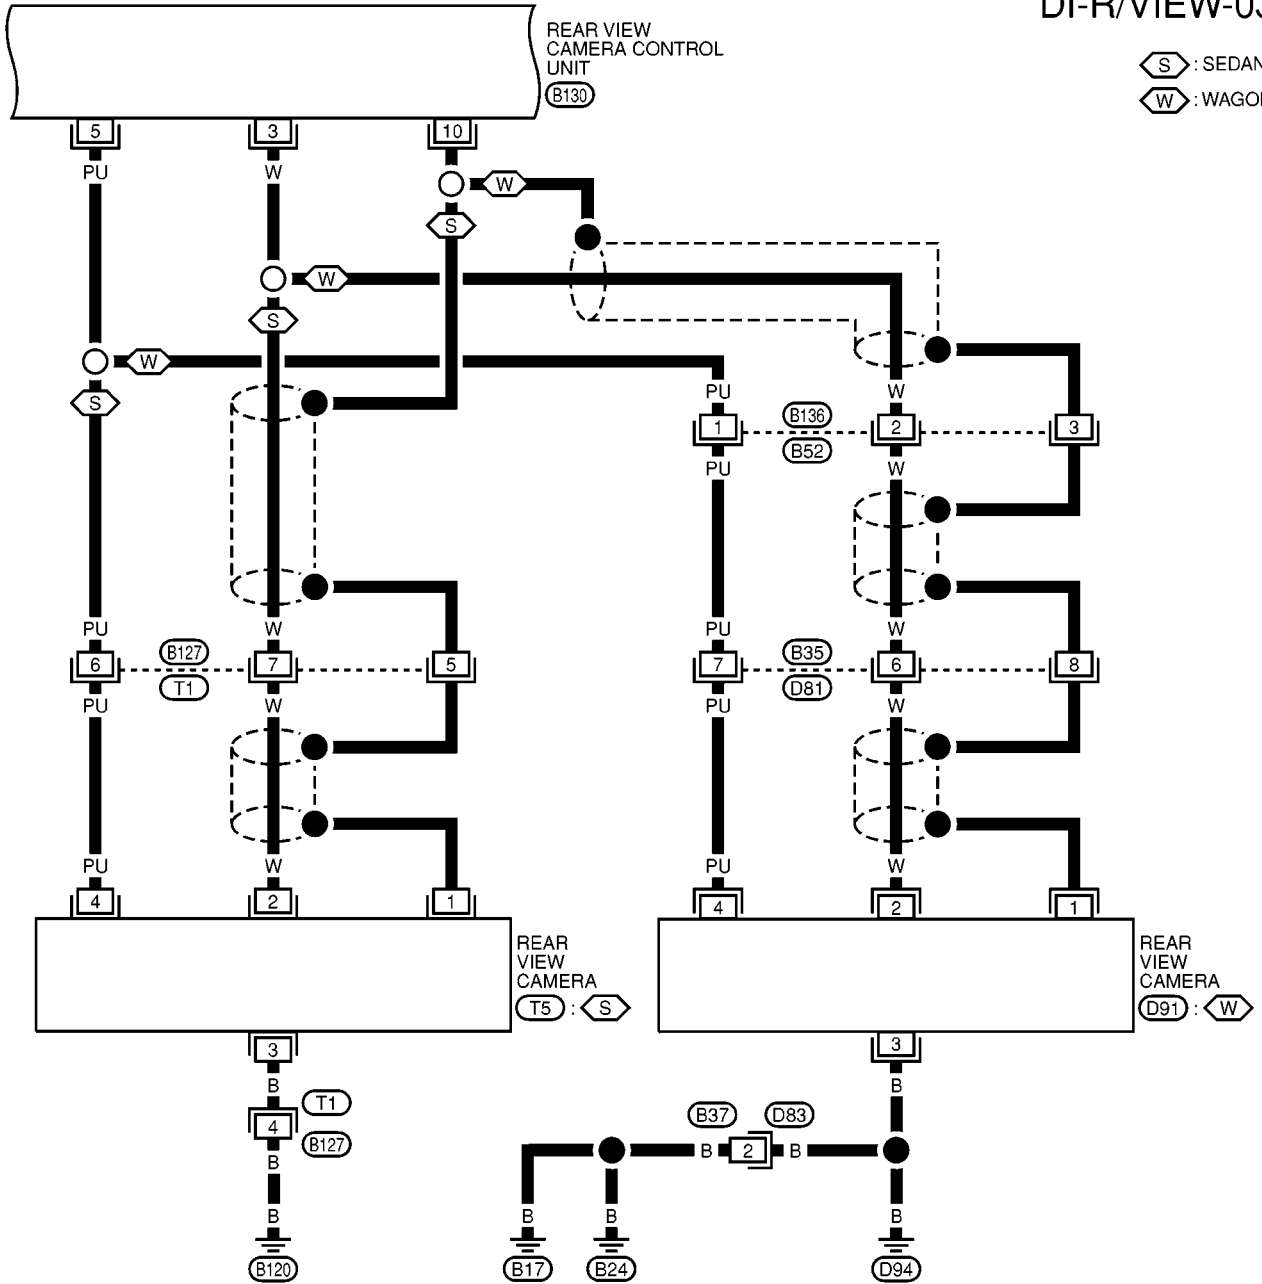 DI-R/VIEW-03
REAR VIEW
CAMERA CONTROL
UNIT
B130
S : SEDAN
W : WAGON
5 3 10
PU W
W
S
W
S
W
S
PU W
1 B136 2 3
B52
PU W
PU W PU W
6 B127 7 5 7 B35 6 8
T1 D81
PU W PU W
PU W PU W
4 2 1 4 2 1
REAR
VIEW
CAMERA
T5 : S
REAR
VIEW
CAMERA
D91 : W
3 3
B B
T1
4
B127
B37 D83
B 2 B
B
B B B B
B120 B17 B24 D94